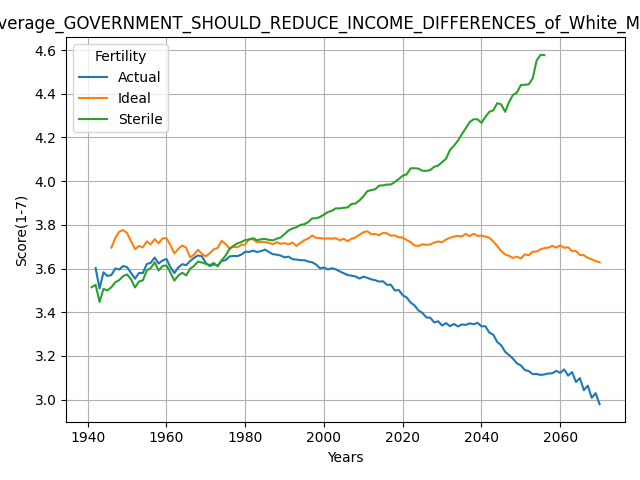 verage_GOVERNMENT_SHOULD_REDUCE_INCOME_DIFFERENCES_of_White_M
Fertility
Actual
Ideal
Sterile
Score(1-7)
4.6
4.4
4.2
4.0
3.8
3.6
3.4
3.2
3.0
1940 1960 1980 2000 2020 2040 2060
Years